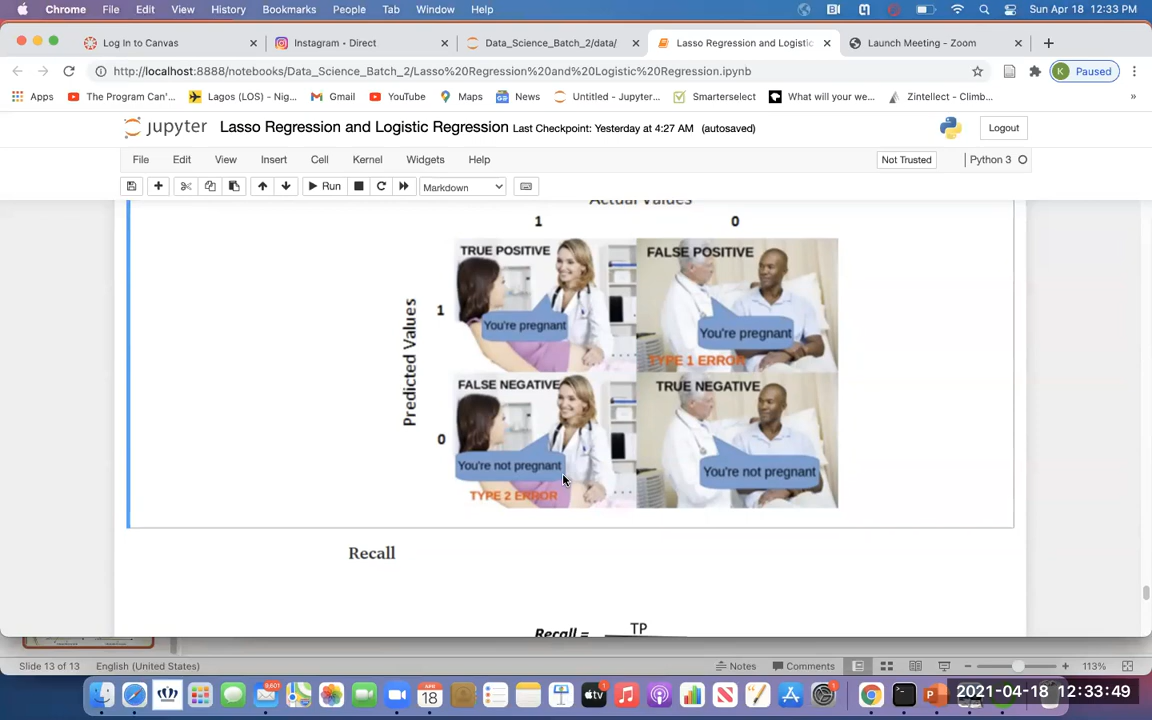 Chrome File Edit View History Bookmarks People Tab Window Help Sun Apr 18 12:33 PM
Log In to Canvas
Instagram • Direct
Data_Science_Batch_2/data/
Lasso Regression and Logistic
Launch Meeting - Zoom
http://localhost:8888/notebooks/Data_Science_Batch_2/Lasso%20Regression%20and%20Logistic%20Regression.ipynb
K Paused
Apps The Program Can'... Lagos (LOS) – Nig... Gmail YouTube Maps News Untitled - Jupyter... Smarterselect What will your we... Zintellect - Climb... »
jupyter Lasso Regression and Logistic Regression Last Checkpoint: Yesterday at 4:27 AM (autosaved) Logout
File Edit View Insert Cell Kernel Widgets Help Not Trusted Python 3
Run Markdown
Actual Values
1 0
Predicted Values
1
TRUE POSITIVE
You're pregnant
FALSE POSITIVE
You're pregnant
TYPE 1 ERROR
0
FALSE NEGATIVE
You're not pregnant
TYPE 2 ERROR
TRUE NEGATIVE
You're not pregnant
Recall
Recall = TP
Slide 13 of 13 English (United States) Notes Comments 113%
9,601
APR
18
tv
1
2021-04-18 12:33:49